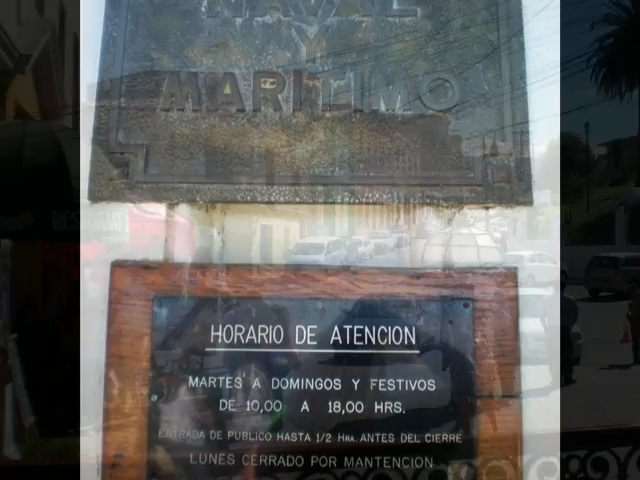 NAVAL
Y
MARITIMO
HORARIO DE ATENCION
MARTES A DOMINGOS Y FESTIVOS
DE 10,00 A 18,00 HRS.
ENTRADA DE PUBLICO HASTA 1/2 HRA. ANTES DEL CIERRE
LUNES CERRADO POR MANTENCION